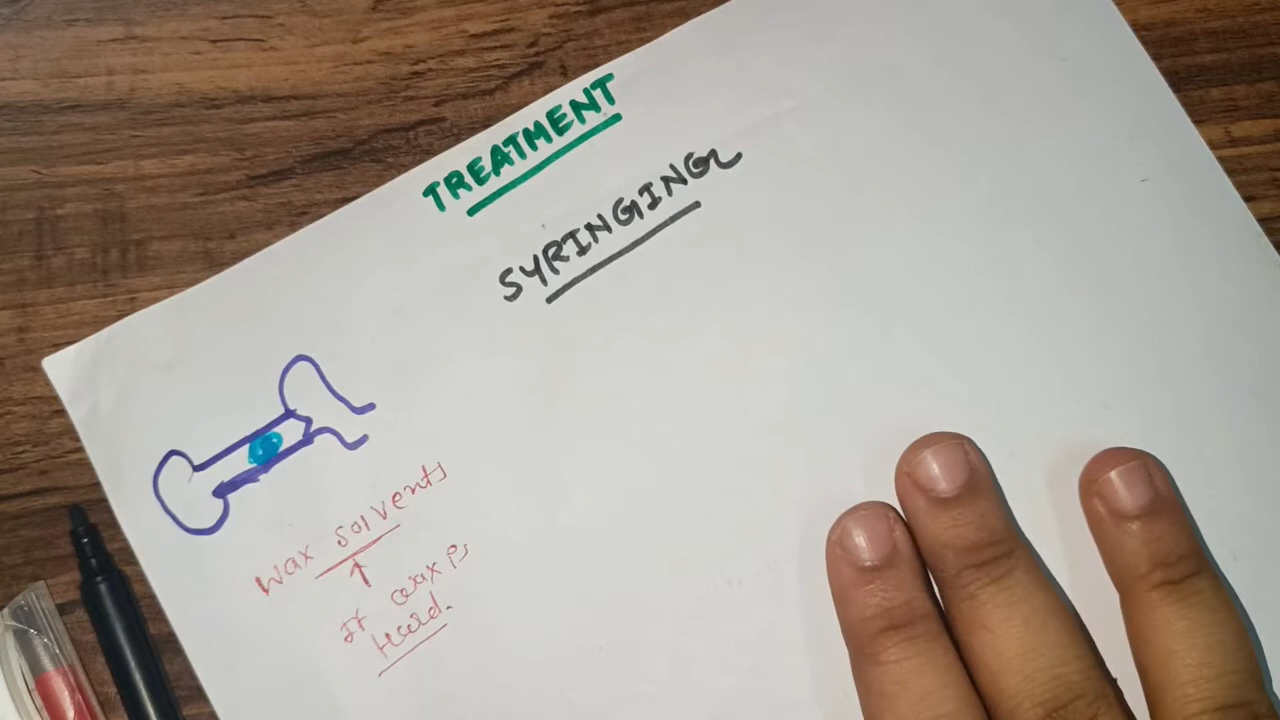 TREATMENT
SYRINGING
Wax solvents
If wax is
Hard.